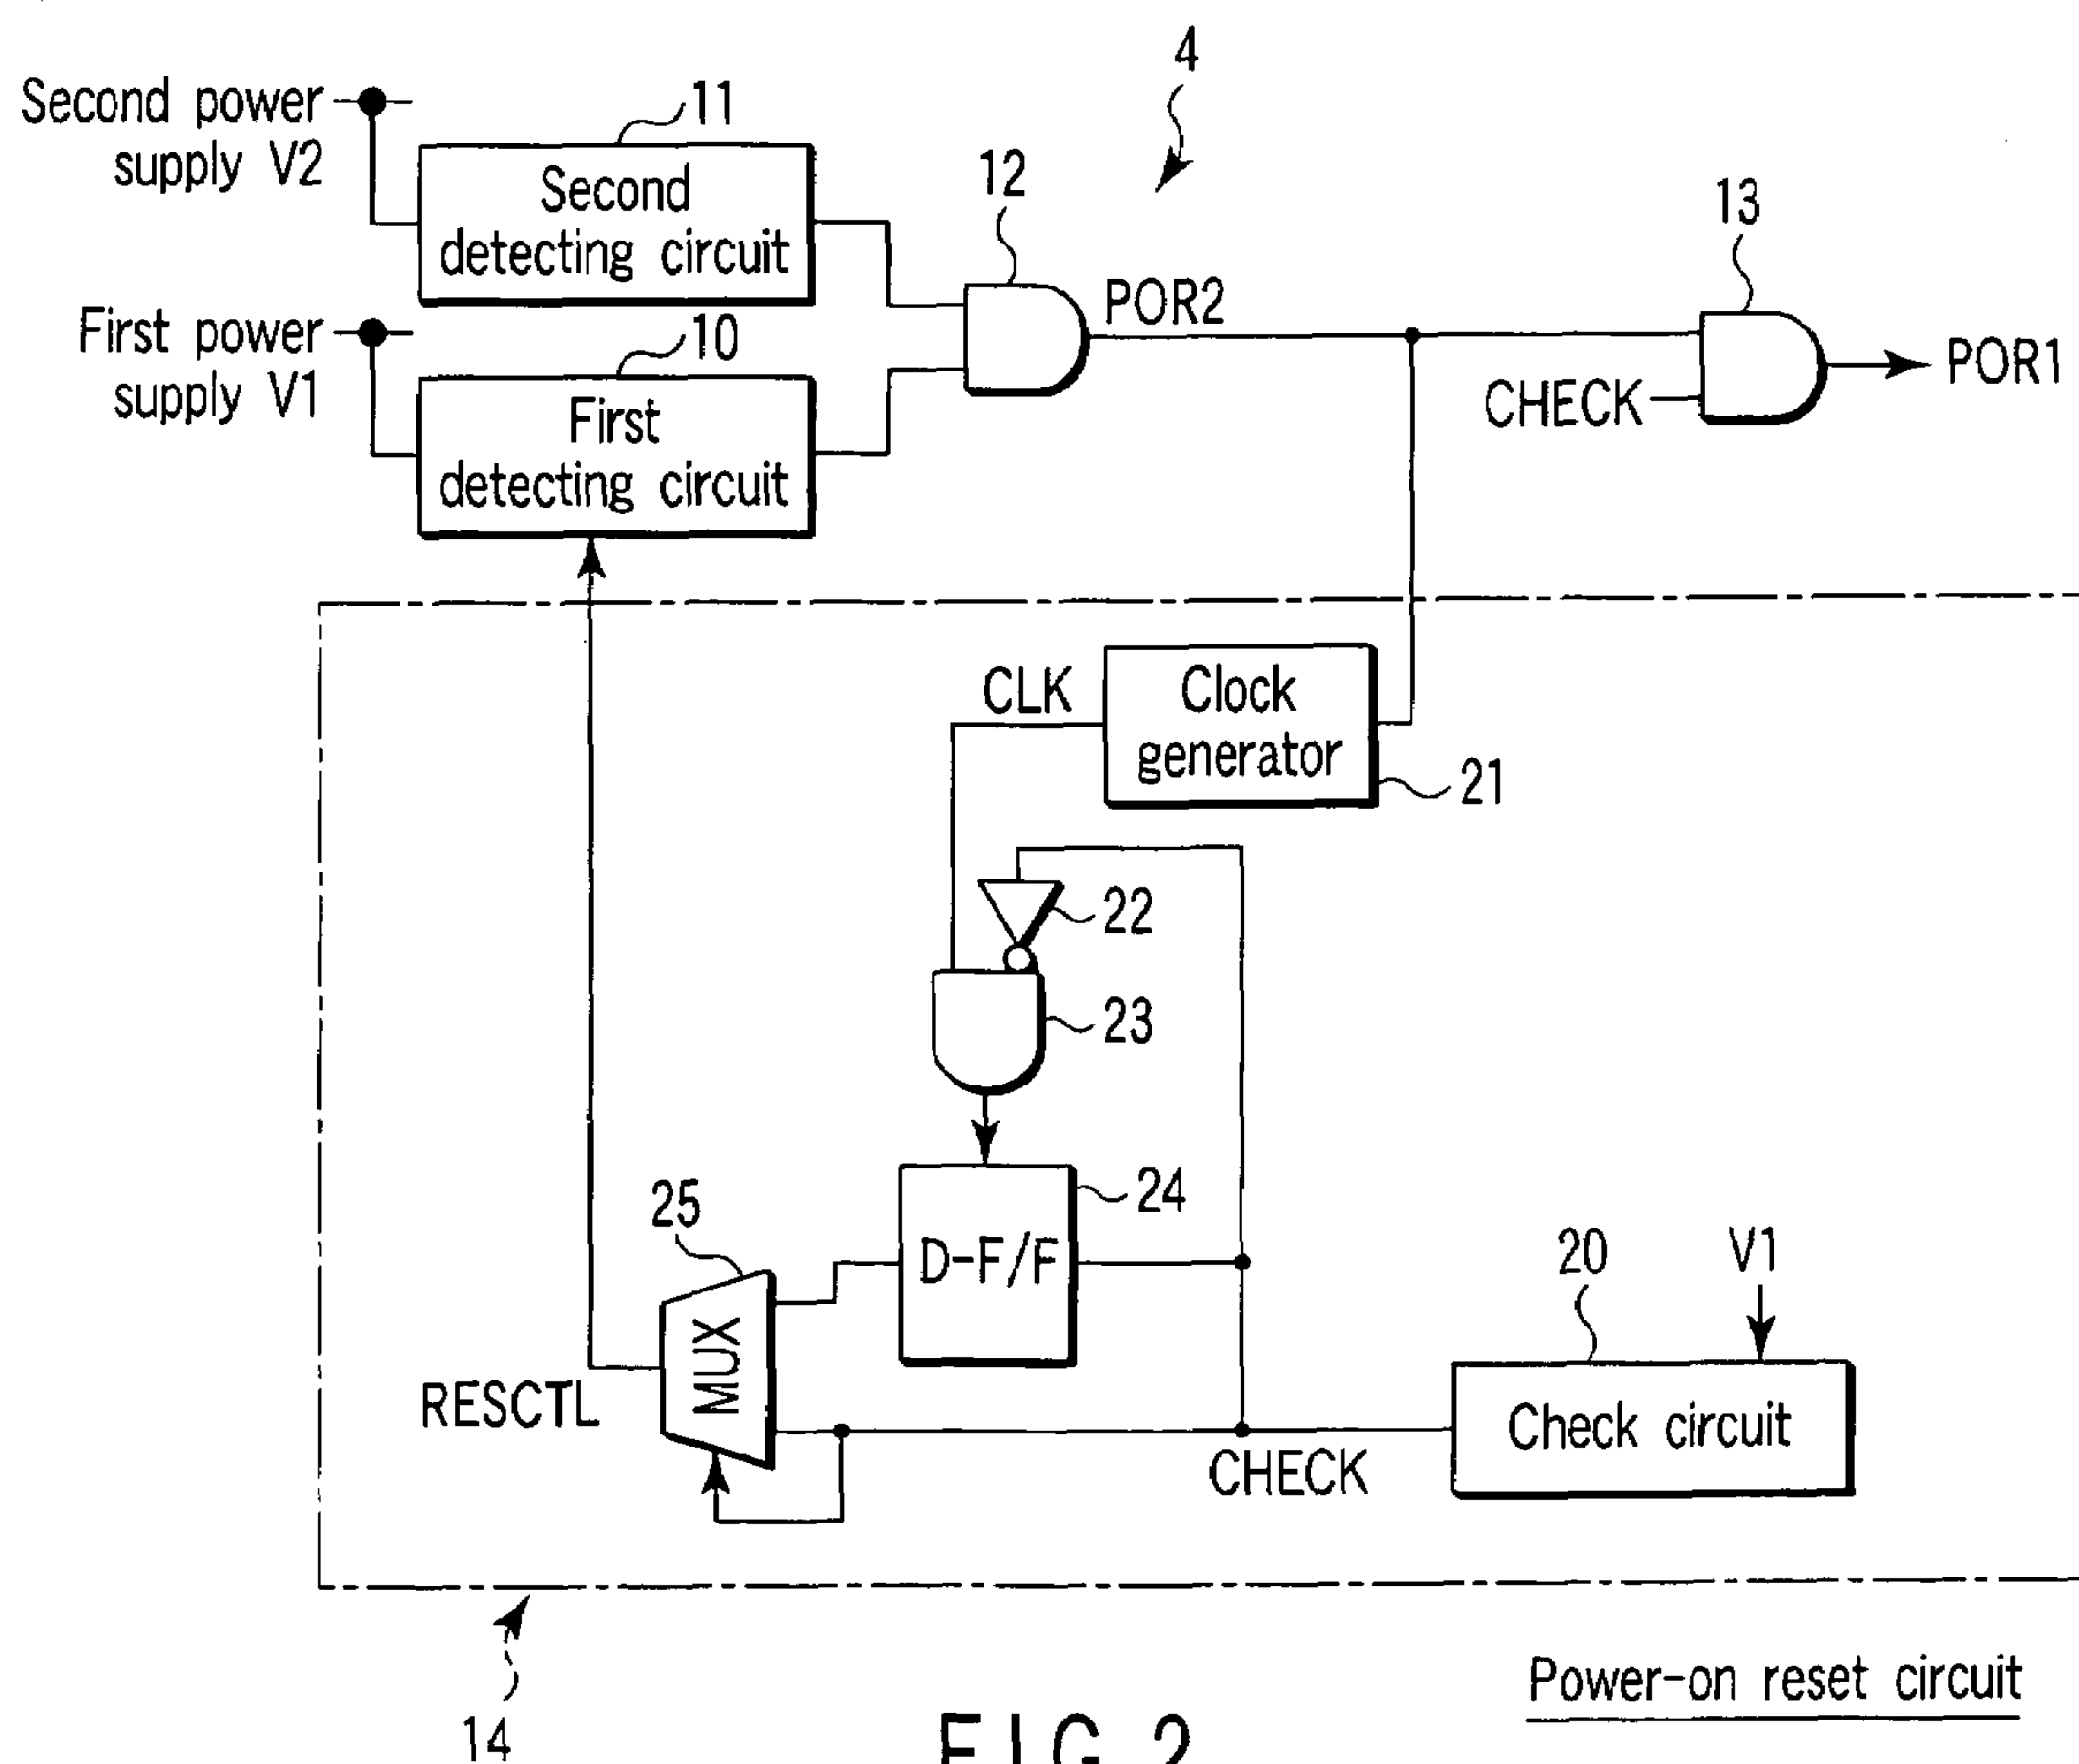 4
Second power
supply V2
11
Second
detecting circuit
12
13
First power
supply V1
10
First
detecting circuit
POR2
CHECK
POR1
CLK
Clock
generator
21
22
23
24
D-F/F
25
MUX
RESCTL
CHECK
20
V1
Check circuit
14
Power-on reset circuit
FIG. 2